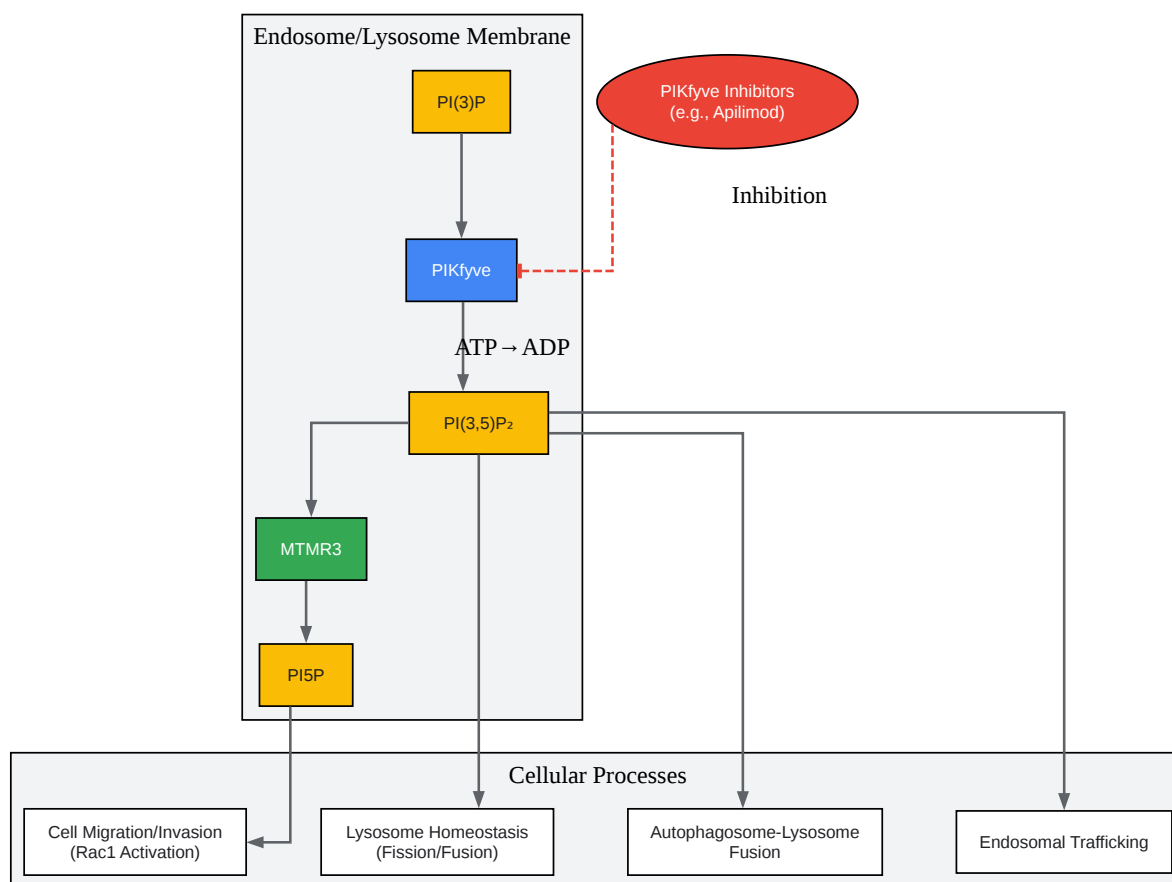 Endosome/Lysosome Membrane
PI(3)P
PIKfyve Inhibitors
(e.g., Apilimod)
Inhibition
PIKfyve
ATP→ADP
PI(3,5)P₂
MTMR3
PI5P
Cellular Processes
Cell Migration/Invasion
(Rac1 Activation)
Lysosome Homeostasis
(Fission/Fusion)
Autophagosome-Lysosome
Fusion
Endosomal Trafficking